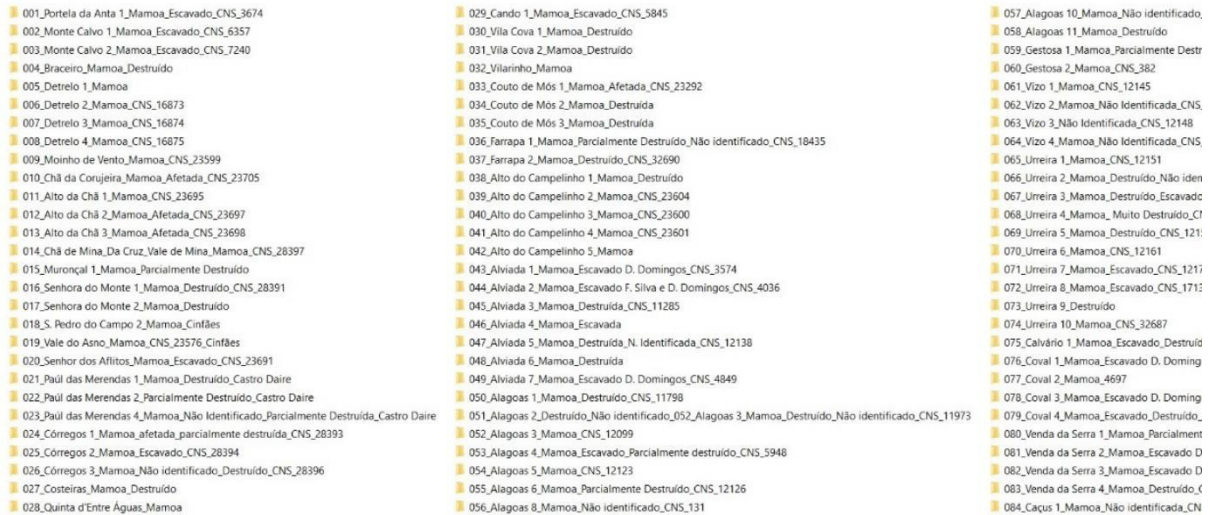 001_Portela da Anta 1_Mamoa_Escavado_CNS_3674
002_Monte Calvo 1_Mamoa_Escavado_CNS_6357
003_Monte Calvo 2_Mamoa_Escavado_CNS_7240
004_Braceiro_Mamoa_Destruído
005_Detrelo 1_Mamoa
006_Detrelo 2_Mamoa_CNS_16873
007_Detrelo 3_Mamoa_CNS_16874
008_Detrelo 4_Mamoa_CNS_16875
009_Moinho de Vento_Mamoa_CNS_23599
010_Chã da Corujeira_Mamoa_Afetada_CNS_23705
011_Alto da Chã 1_Mamoa_CNS_23695
012_Alto da Chã 2_Mamoa_Afetada_CNS_23697
013_Alto da Chã 3_Mamoa_Afetada_CNS_23698
014_Chã de Mina_Da Cruz_Vale de Mina_Mamoa_CNS_28397
015_Muronçal 1_Mamoa_Parcialmente Destruído
016_Senhora do Monte 1_Mamoa_Destruído_CNS_28391
017_Senhora do Monte 2_Mamoa_Destruído
018_S. Pedro do Campo 2_Mamoa_Cinfães
019_Vale do Asno_Mamoa_CNS_23576_Cinfães
020_Senhor dos Aflitos_Mamoa_Escavado_CNS_23691
021_Paúl das Merendas 1_Mamoa_Destruído_Castro Daire
022_Paúl das Merendas 2_Parcialmente Destruído_Castro Daire
023_Paúl das Merendas 4_Mamoa_Não Identificado_Parcialmente Destruída_Castro Daire
024_Córregos 1_Mamoa_afetada_parcialmente destruída_CNS_28393
025_Córregos 2_Mamoa_Escavado_CNS_28394
026_Córregos 3_Mamoa_Não identificado_Destruído_CNS_28396
027_Costeiras_Mamoa_Destruído
028_Quinta d'Entre Águas_Mamoa
029_Cando 1_Mamoa_Escavado_CNS_5845
030_Vila Cova 1_Mamoa_Destruído
031_Vila Cova 2_Mamoa_Destruído
032_Vilarinho_Mamoa
033_Couto de Mós 1_Mamoa_Afetada_CNS_23292
034_Couto de Mós 2_Mamoa_Destruída
035_Couto de Mós 3_Mamoa_Destruída
036_Farrapa 1_Mamoa_Parcialmente Destruído_Não identificado_CNS_18435
037_Farrapa 2_Mamoa_Destruído_CNS_32690
038_Alto do Campelinho 1_Mamoa_Destruído
039_Alto do Campelinho 2_Mamoa_CNS_23604
040_Alto do Campelinho 3_Mamoa_CNS_23600
041_Alto do Campelinho 4_Mamoa_CNS_23601
042_Alto do Campelinho 5_Mamoa
043_Alviada 1_Mamoa_Escavado D. Domingos_CNS_3574
044_Alviada 2_Mamoa_Escavado F. Silva e D. Domingos_CNS_4036
045_Alviada 3_Mamoa_Destruída_CNS_11285
046_Alviada 4_Mamoa_Escavada
047_Alviada 5_Mamoa_Destruída_N. Identificada_CNS_12138
048_Alviada 6_Mamoa_Destruída
049_Alviada 7_Mamoa_Escavado D. Domingos_CNS_4849
050_Alagoas 1_Mamoa_Destruído_CNS_11798
051_Alagoas 2_Destruído_Não identificado_052_Alagoas 3_Mamoa_Destruído_Não identificado_CNS_11973
052_Alagoas 3_Mamoa_CNS_12099
053_Alagoas 4_Mamoa_Escavado_Parcialmente destruído_CNS_5948
054_Alagoas 5_Mamoa_CNS_12123
055_Alagoas 6_Mamoa_Parcialmente Destruído_CNS_12126
056_Alagoas 8_Mamoa_Não identificado_CNS_131
057_Alagoas 10_Mamoa_Não identificado_
058_Alagoas 11_Mamoa_Destruído
059_Gestosa 1_Mamoa_Parcialmente Destr
060_Gestosa 2_Mamoa_CNS_382
061_Vizo 1_Mamoa_CNS_12145
062_Vizo 2_Mamoa_Não Identificada_CNS_
063_Vizo 3_Não Identificada_CNS_12148
064_Vizo 4_Mamoa_Não Identificada_CNS_
065_Urreira 1_Mamoa_CNS_12151
066_Urreira 2_Mamoa_Destruído_Não iden
067_Urreira 3_Mamoa_Destruído_Escavado
068_Urreira 4_Mamoa_ Muito Destruído_CN
069_Urreira 5_Mamoa_Destruído_CNS_121
070_Urreira 6_Mamoa_CNS_12161
071_Urreira 7_Mamoa_Escavado_CNS_1217
072_Urreira 8_Mamoa_Escavado_CNS_1713
073_Urreira 9_Destruído
074_Urreira 10_Mamoa_CNS_32687
075_Calvário 1_Mamoa_Escavado_Destruíd
076_Coval 1_Mamoa_Escavado D. Doming
077_Coval 2_Mamoa_4697
078_Coval 3_Mamoa_Escavado D. Doming
079_Coval 4_Mamoa_Escavado_Destruído_
080_Venda da Serra 1_Mamoa_Parcialment
081_Venda da Serra 2_Mamoa_Escavado D
082_Venda da Serra 3_Mamoa_Escavado D
083_Venda da Serra 4_Mamoa_Destruído_C
084_Caçus 1_Mamoa_Não identificada_CN